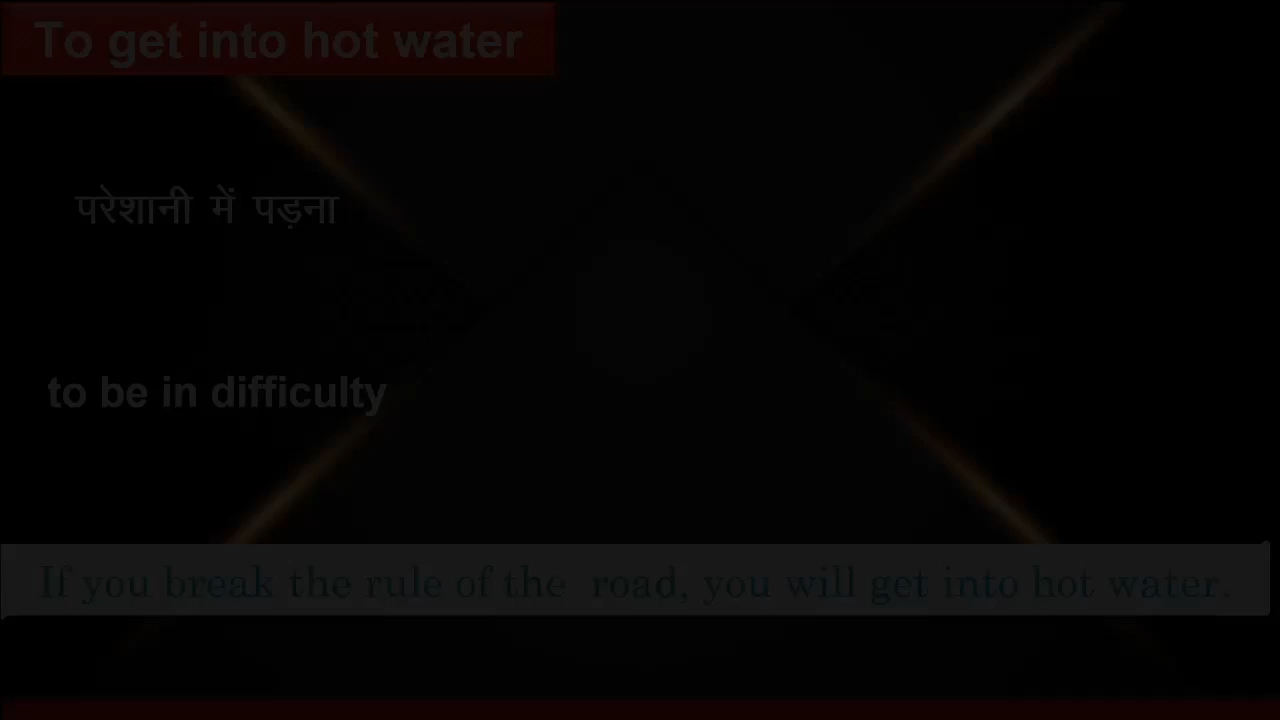 To get into hot water
परेशानी में पड़ना
to be in difficulty
If you break the rule of the road, you will get into hot water.